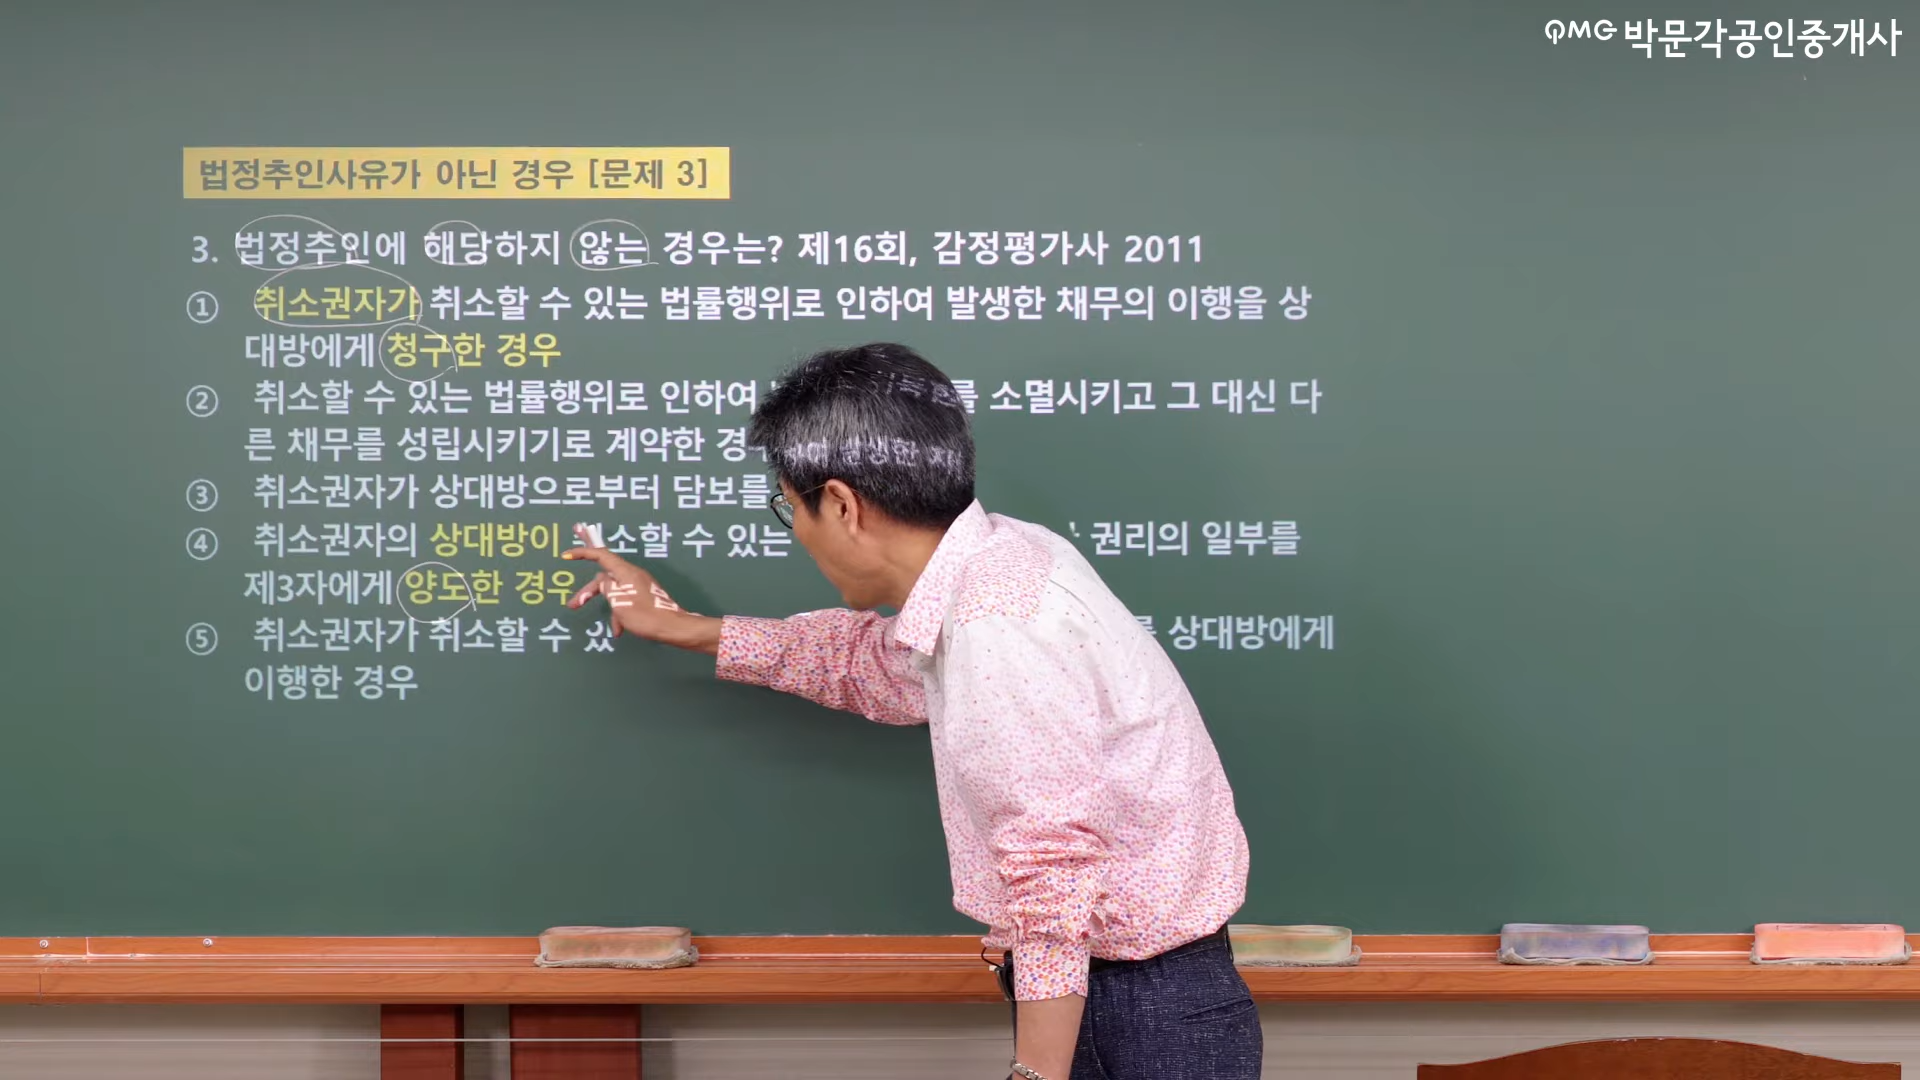 PMG 박문각공인중개사
법정추인사유가 아닌 경우 [문제 3]
3. 법정추인에 해당하지 않는 경우는? 제16회, 감정평가사 2011
① 취소권자가 취소할 수 있는 법률행위로 인하여 발생한 채무의 이행을 상
대방에게 청구한 경우
② 취소할 수 있는 법률행위로 인하여 를 소멸시키고 그 대신 다
른 채무를 성립시키기로 계약한
③ 취소권자가 상대방으로부터 담보를
④ 취소권자의 상대방이 취소할 수 있는 권리의 일부를
제3자에게 양도한 경우
⑤ 취소권자가 취소할 수 상대방에게
이행한 경우